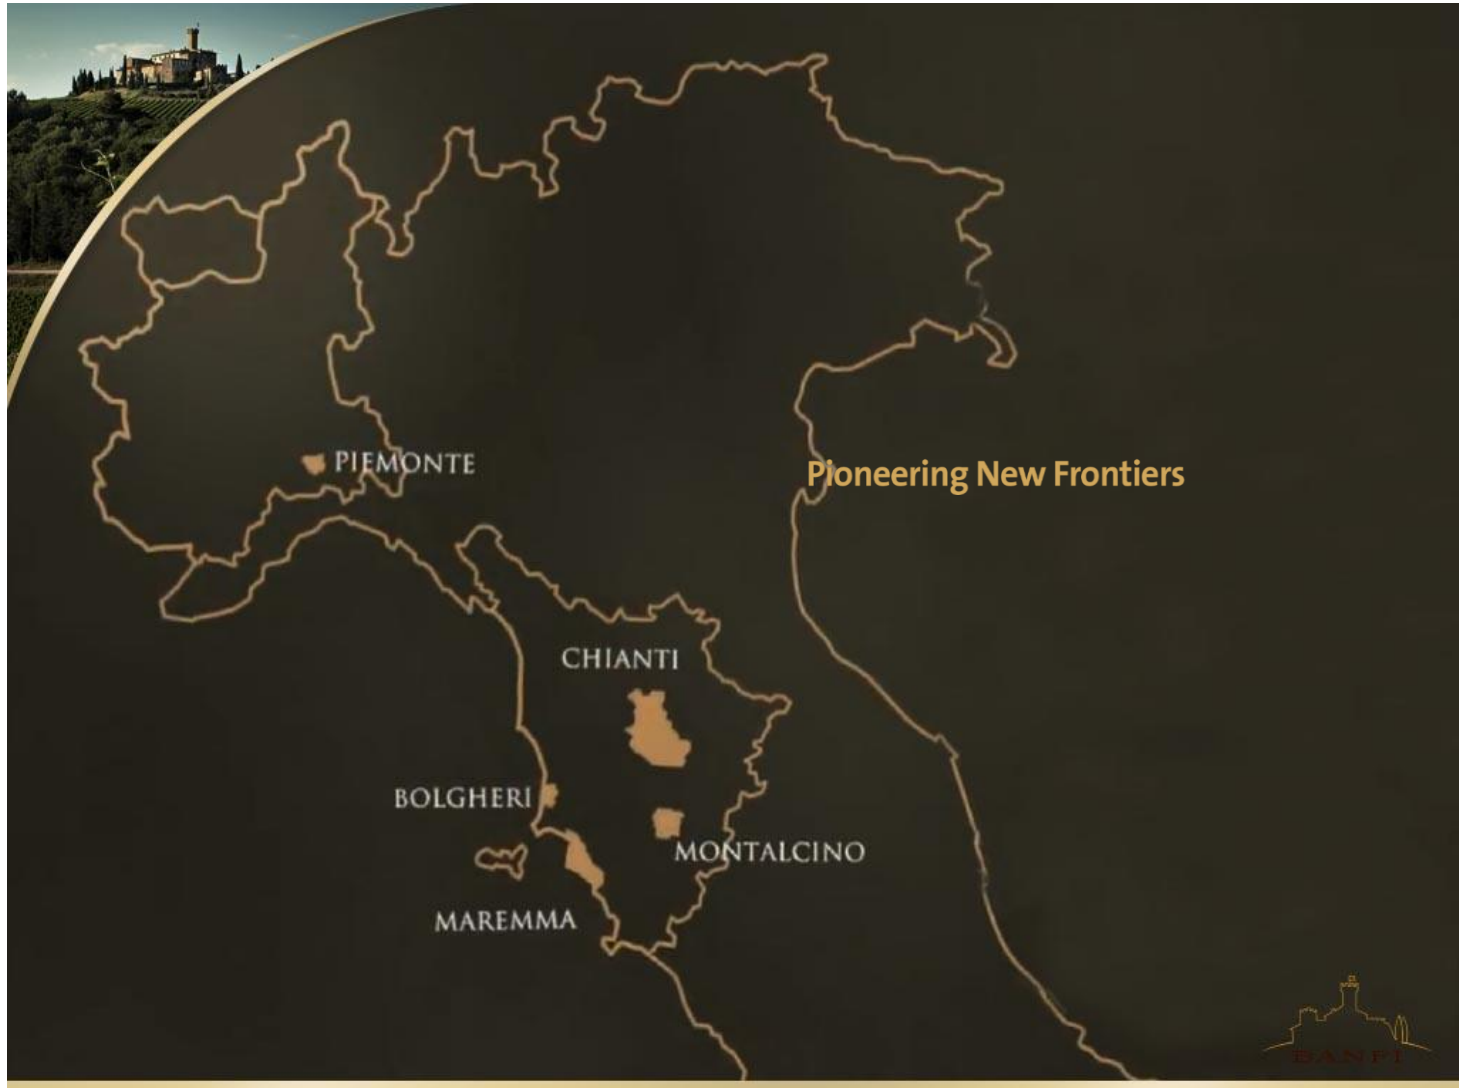 PIEMONTE
Pioneering New Frontiers
CHIANTI
BOLGHERI
MONTALCINO
MAREMMA
BANFI